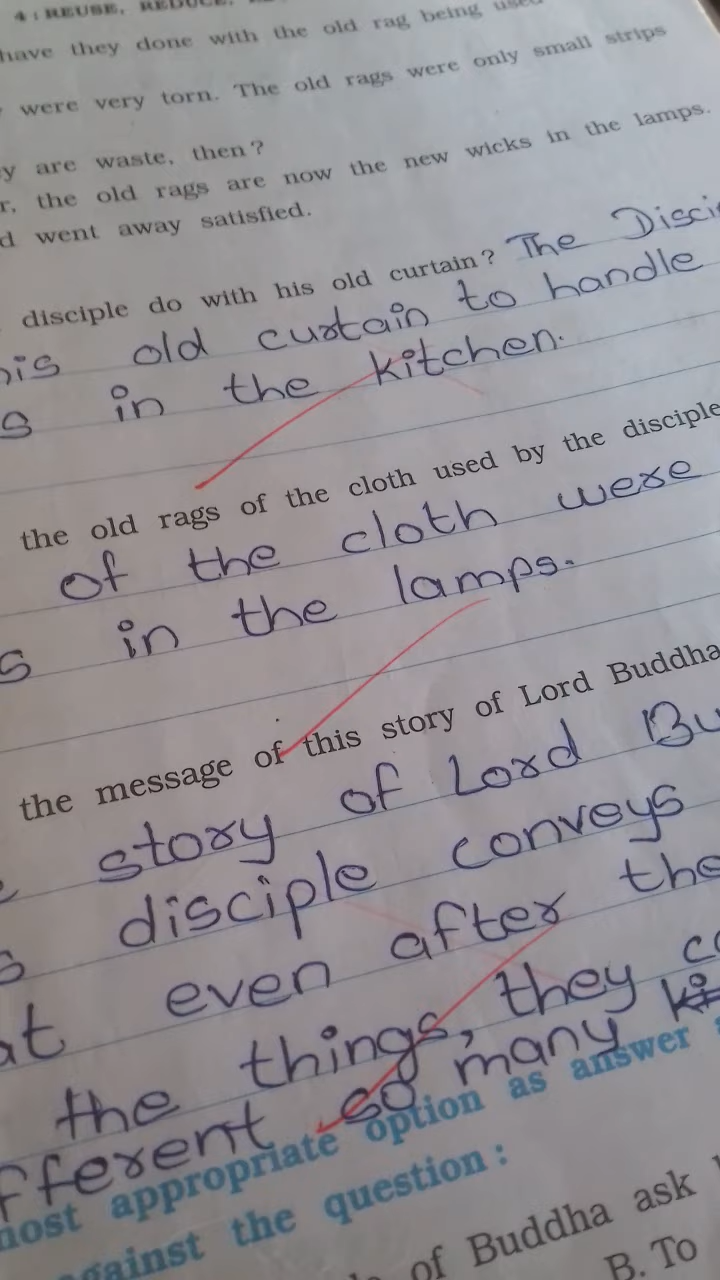 4 : REUSE, REDUCE,
have they done with the old rag being used
were very torn. The old rags were only small strips
y are waste, then ?
r, the old rags are now the new wicks in the lamps.
d went away satisfied.
disciple do with his old curtain ? The Disci
his old curtain to handle
s in the kitchen.
the old rags of the cloth used by the disciple
of the cloth were
s in the lamps.
the message of this story of Lord Buddha
story of Lord Bu
s disciple conveys
at even after the
the things, they c
fferent so many
most appropriate option as answer
against the question :
of Buddha ask
B. To